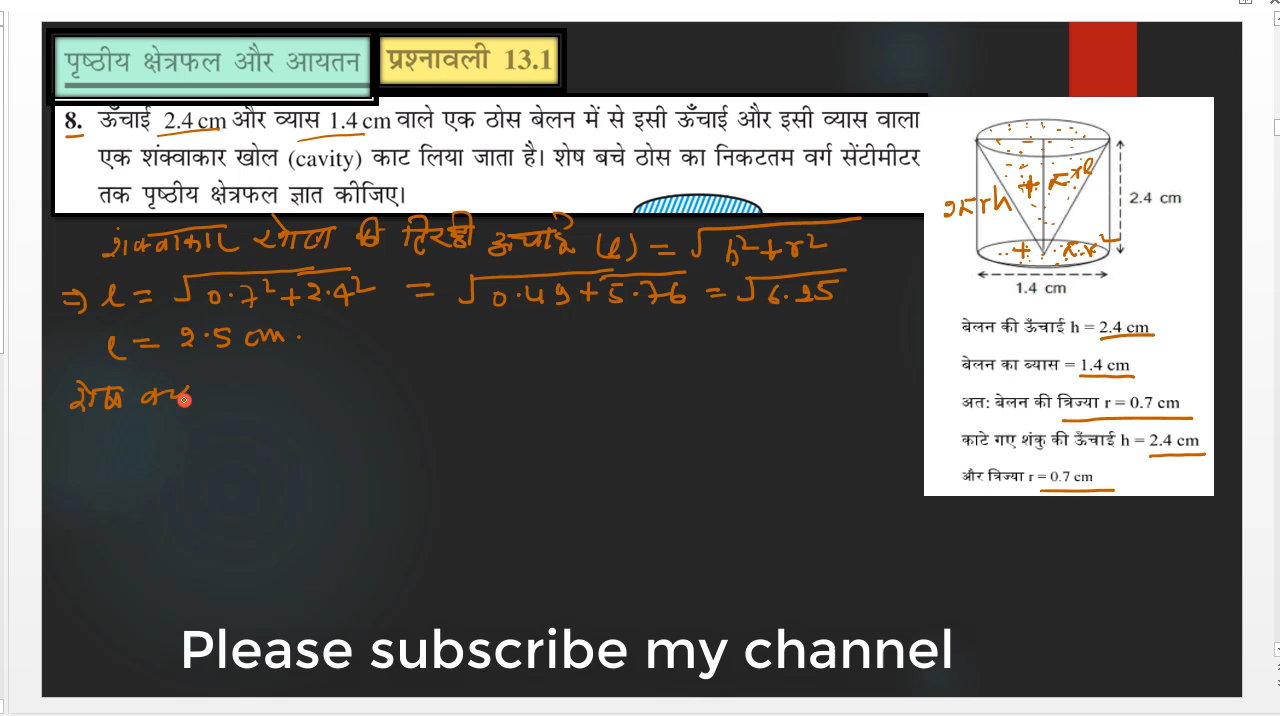 पृष्ठीय क्षेत्रफल और आयतन
प्रश्नावली 13.1
8. ऊँचाई 2.4 cm और व्यास 1.4 cm वाले एक ठोस बेलन में से इसी ऊँचाई और इसी व्यास वाला
एक शंक्वाकार खोल (cavity) काट लिया जाता है। शेष बचे ठोस का निकटतम वर्ग सेंटीमीटर
तक पृष्ठीय क्षेत्रफल ज्ञात कीजिए।
शंक्वाकार खोल की तिरछी ऊचाई (l) = √h²+r²
⇒ l = √0.7²+2.4² = √0.49+5.76 = √6.25
l = 2.5 cm.
शेष
2πrh + πrl
+ πr²
2.4 cm
1.4 cm
बेलन की ऊँचाई h = 2.4 cm
बेलन का ब्यास = 1.4 cm
अत: बेलन की त्रिज्या r = 0.7 cm
काटे गए शंकु की ऊँचाई h = 2.4 cm
और त्रिज्या r = 0.7 cm
Please subscribe my channel